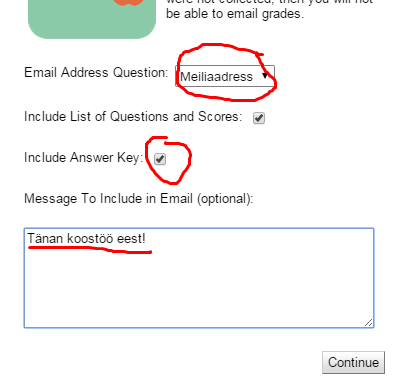 were not collected, then you will not
be able to email grades.
Email Address Question: Meiliaadress
Include List of Questions and Scores:
Include Answer Key:
Message To Include in Email (optional):
Tänan koostöö eest!
Continue